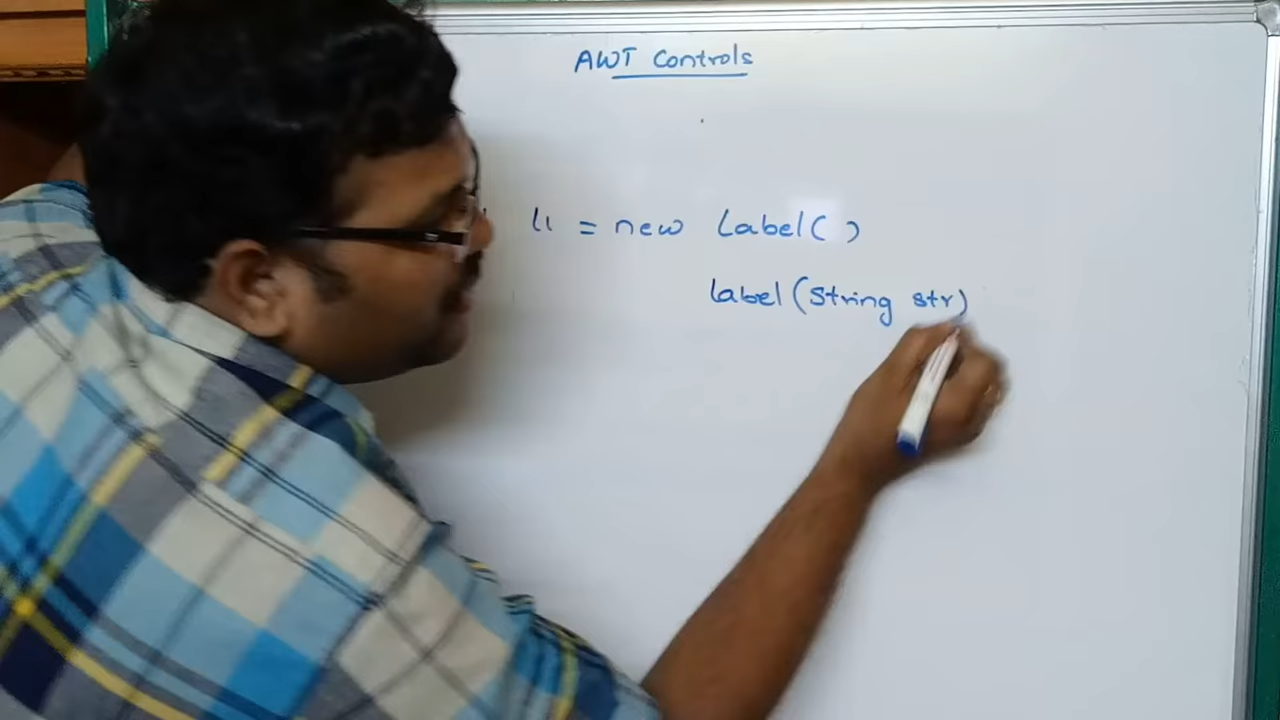 AWT Controls
l1 = new Label( )
Label(String str)